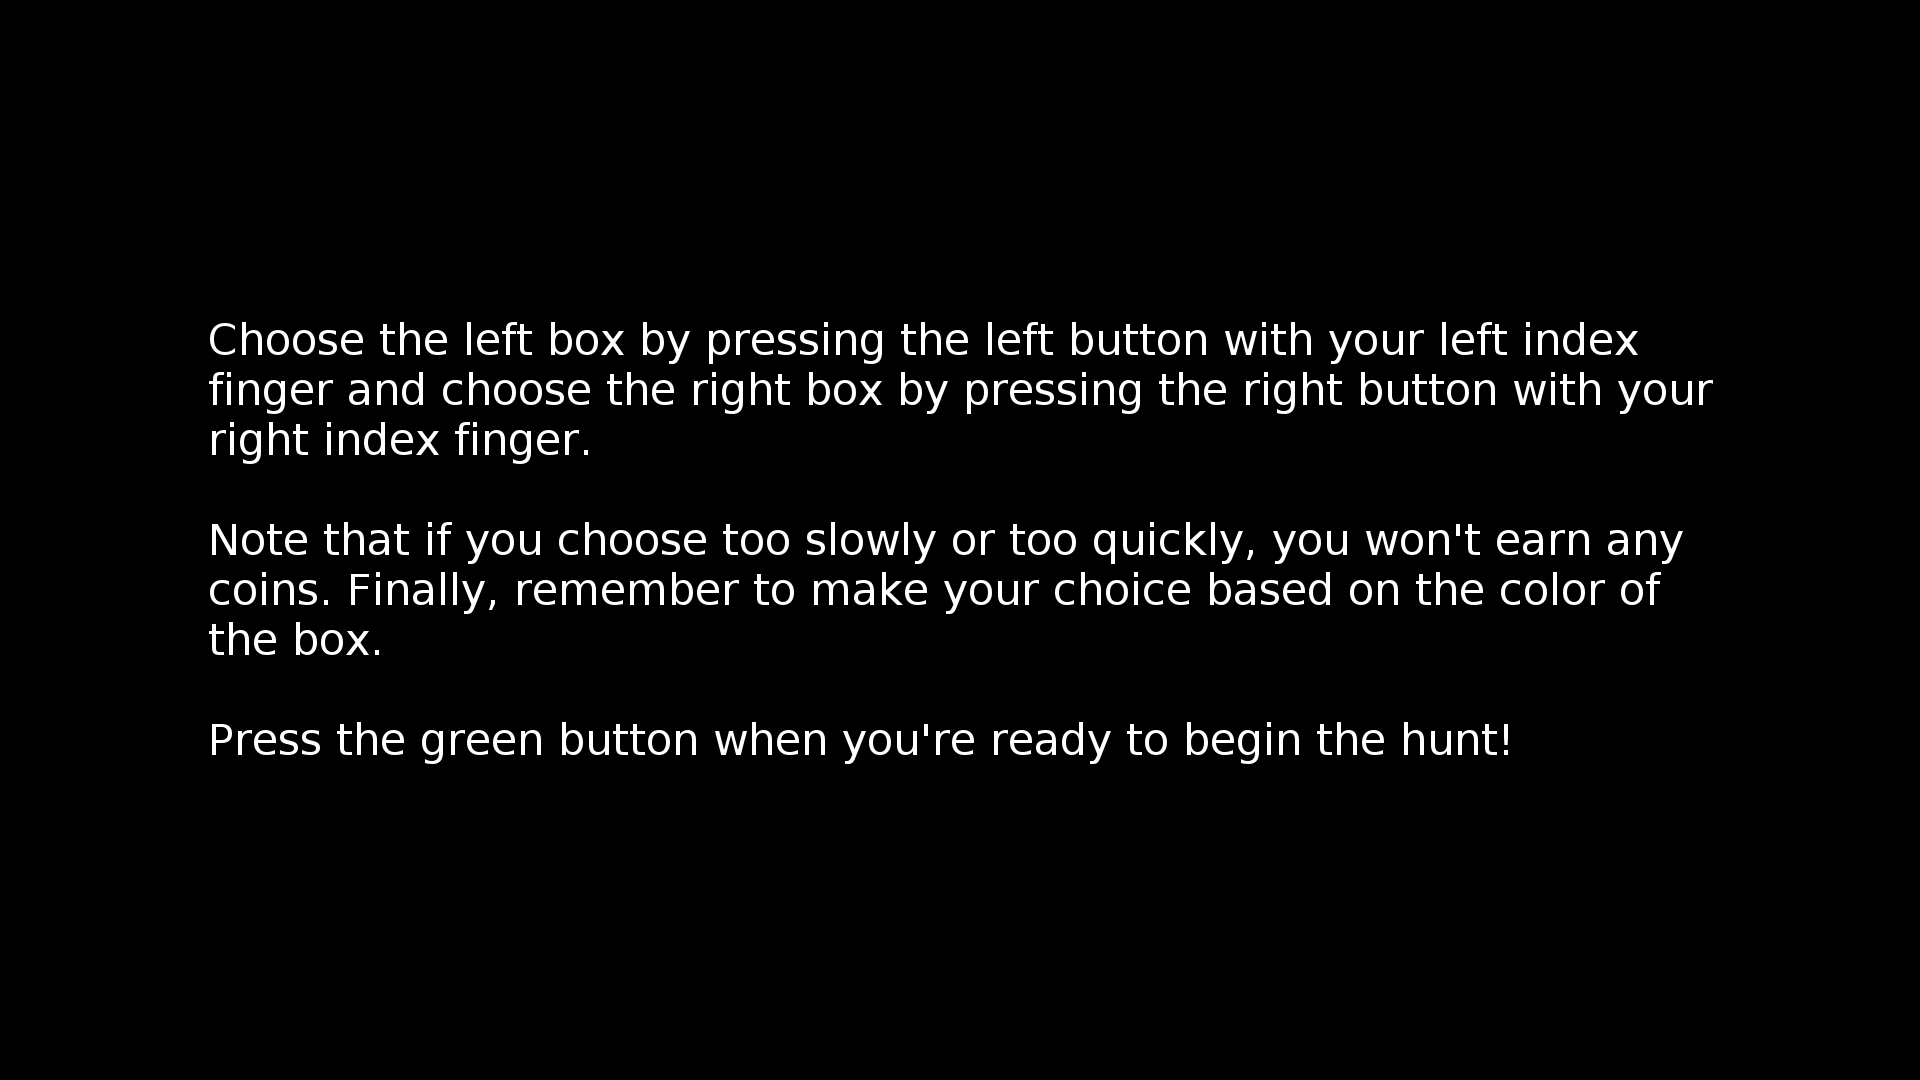 Choose the left box by pressing the left button with your left index
finger and choose the right box by pressing the right button with your
right index finger.
Note that if you choose too slowly or too quickly, you won't earn any
coins. Finally, remember to make your choice based on the color of
the box.
Press the green button when you're ready to begin the hunt!